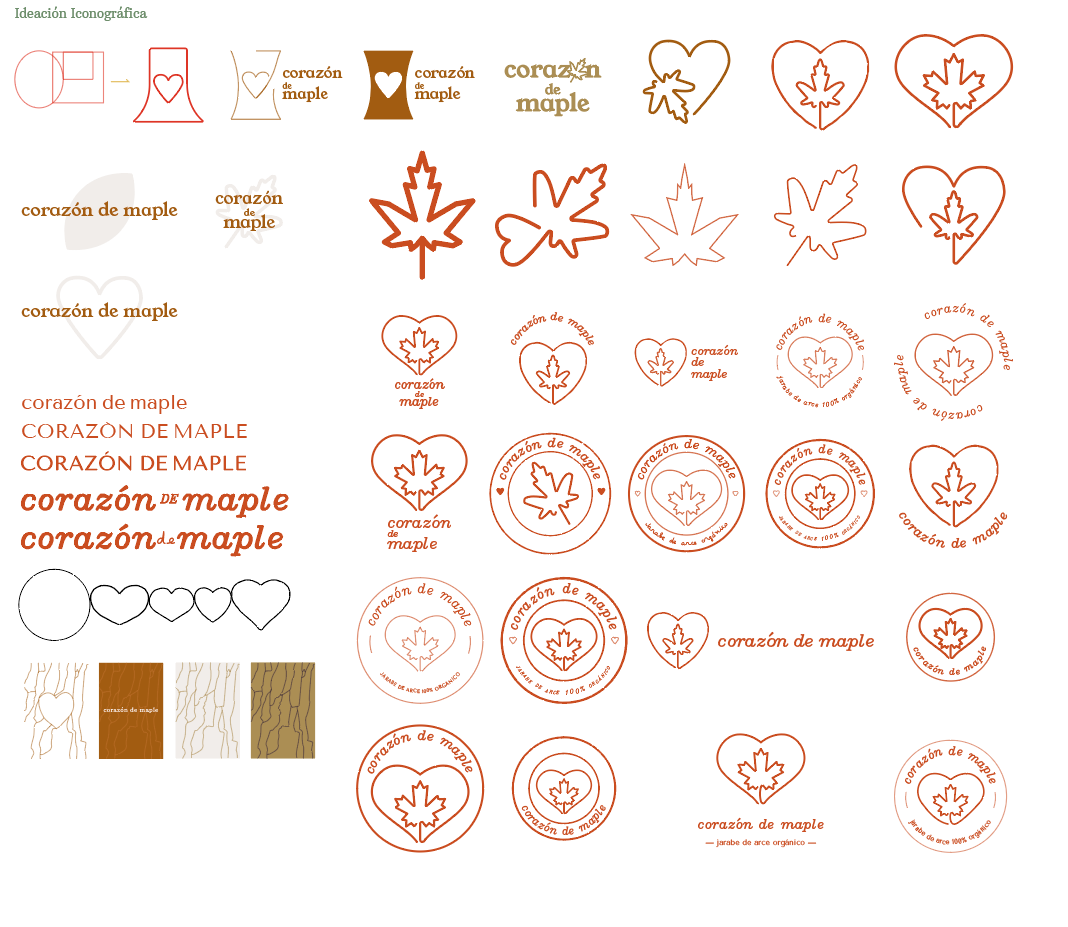 Ideación Iconográfica
corazón
de
maple
corazón
de
maple
corazón
de
maple
corazón de maple
corazón
de
maple
corazón de maple
corazón
de
maple
corazón de maple
corazón
de
maple
corazón de maple
jarabe de arce 100% orgánico
corazón de maple
corazón de maple
corazón de maple
CORAZÓN DE MAPLE
CORAZÓN DE MAPLE
corazón DE maple
corazón de maple
corazón
de
maple
corazón de maple
corazón de maple
jarabe de arce orgánico
corazón de maple
JARABE DE ARCE 100% ORGÁNICO
corazón de maple
corazón de maple
JARABE DE ARCE 100% ORGÁNICO
corazón de maple
JARABE DE ARCE 100% ORGÁNICO
corazón de maple
corazón de maple
corazón de maple
corazón de maple
corazón de maple
corazón de maple
— jarabe de arce orgánico —
corazón de maple
jarabe de arce 100% orgánico